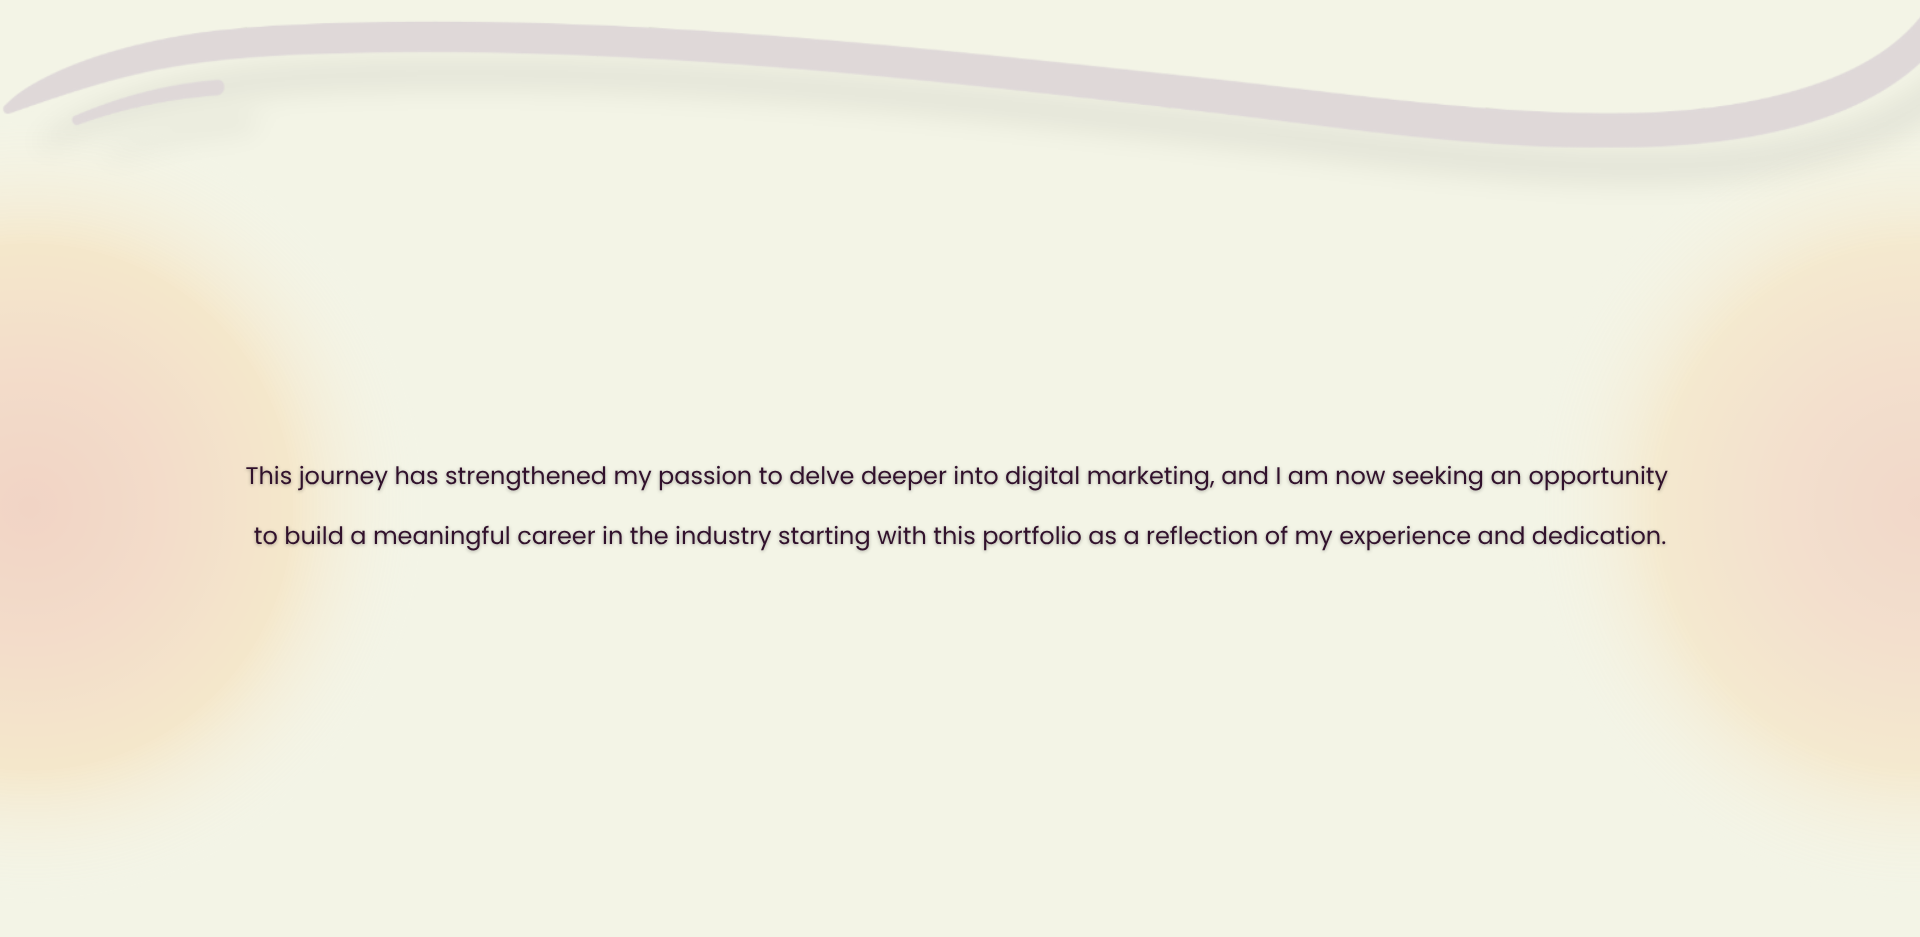 This journey has strengthened my passion to delve deeper into digital marketing, and I am now seeking an opportunity
to build a meaningful career in the industry starting with this portfolio as a reflection of my experience and dedication.